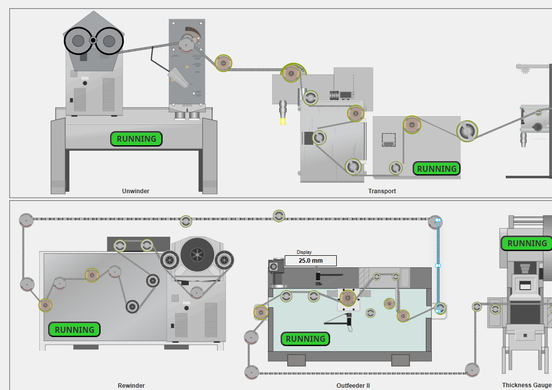 RUNNING
RUNNING
Unwinder
Transport
RUNNING
Display
25.0 mm
RUNNING
RUNNING
Rewinder
Outfeeder II
Thickness Gauge